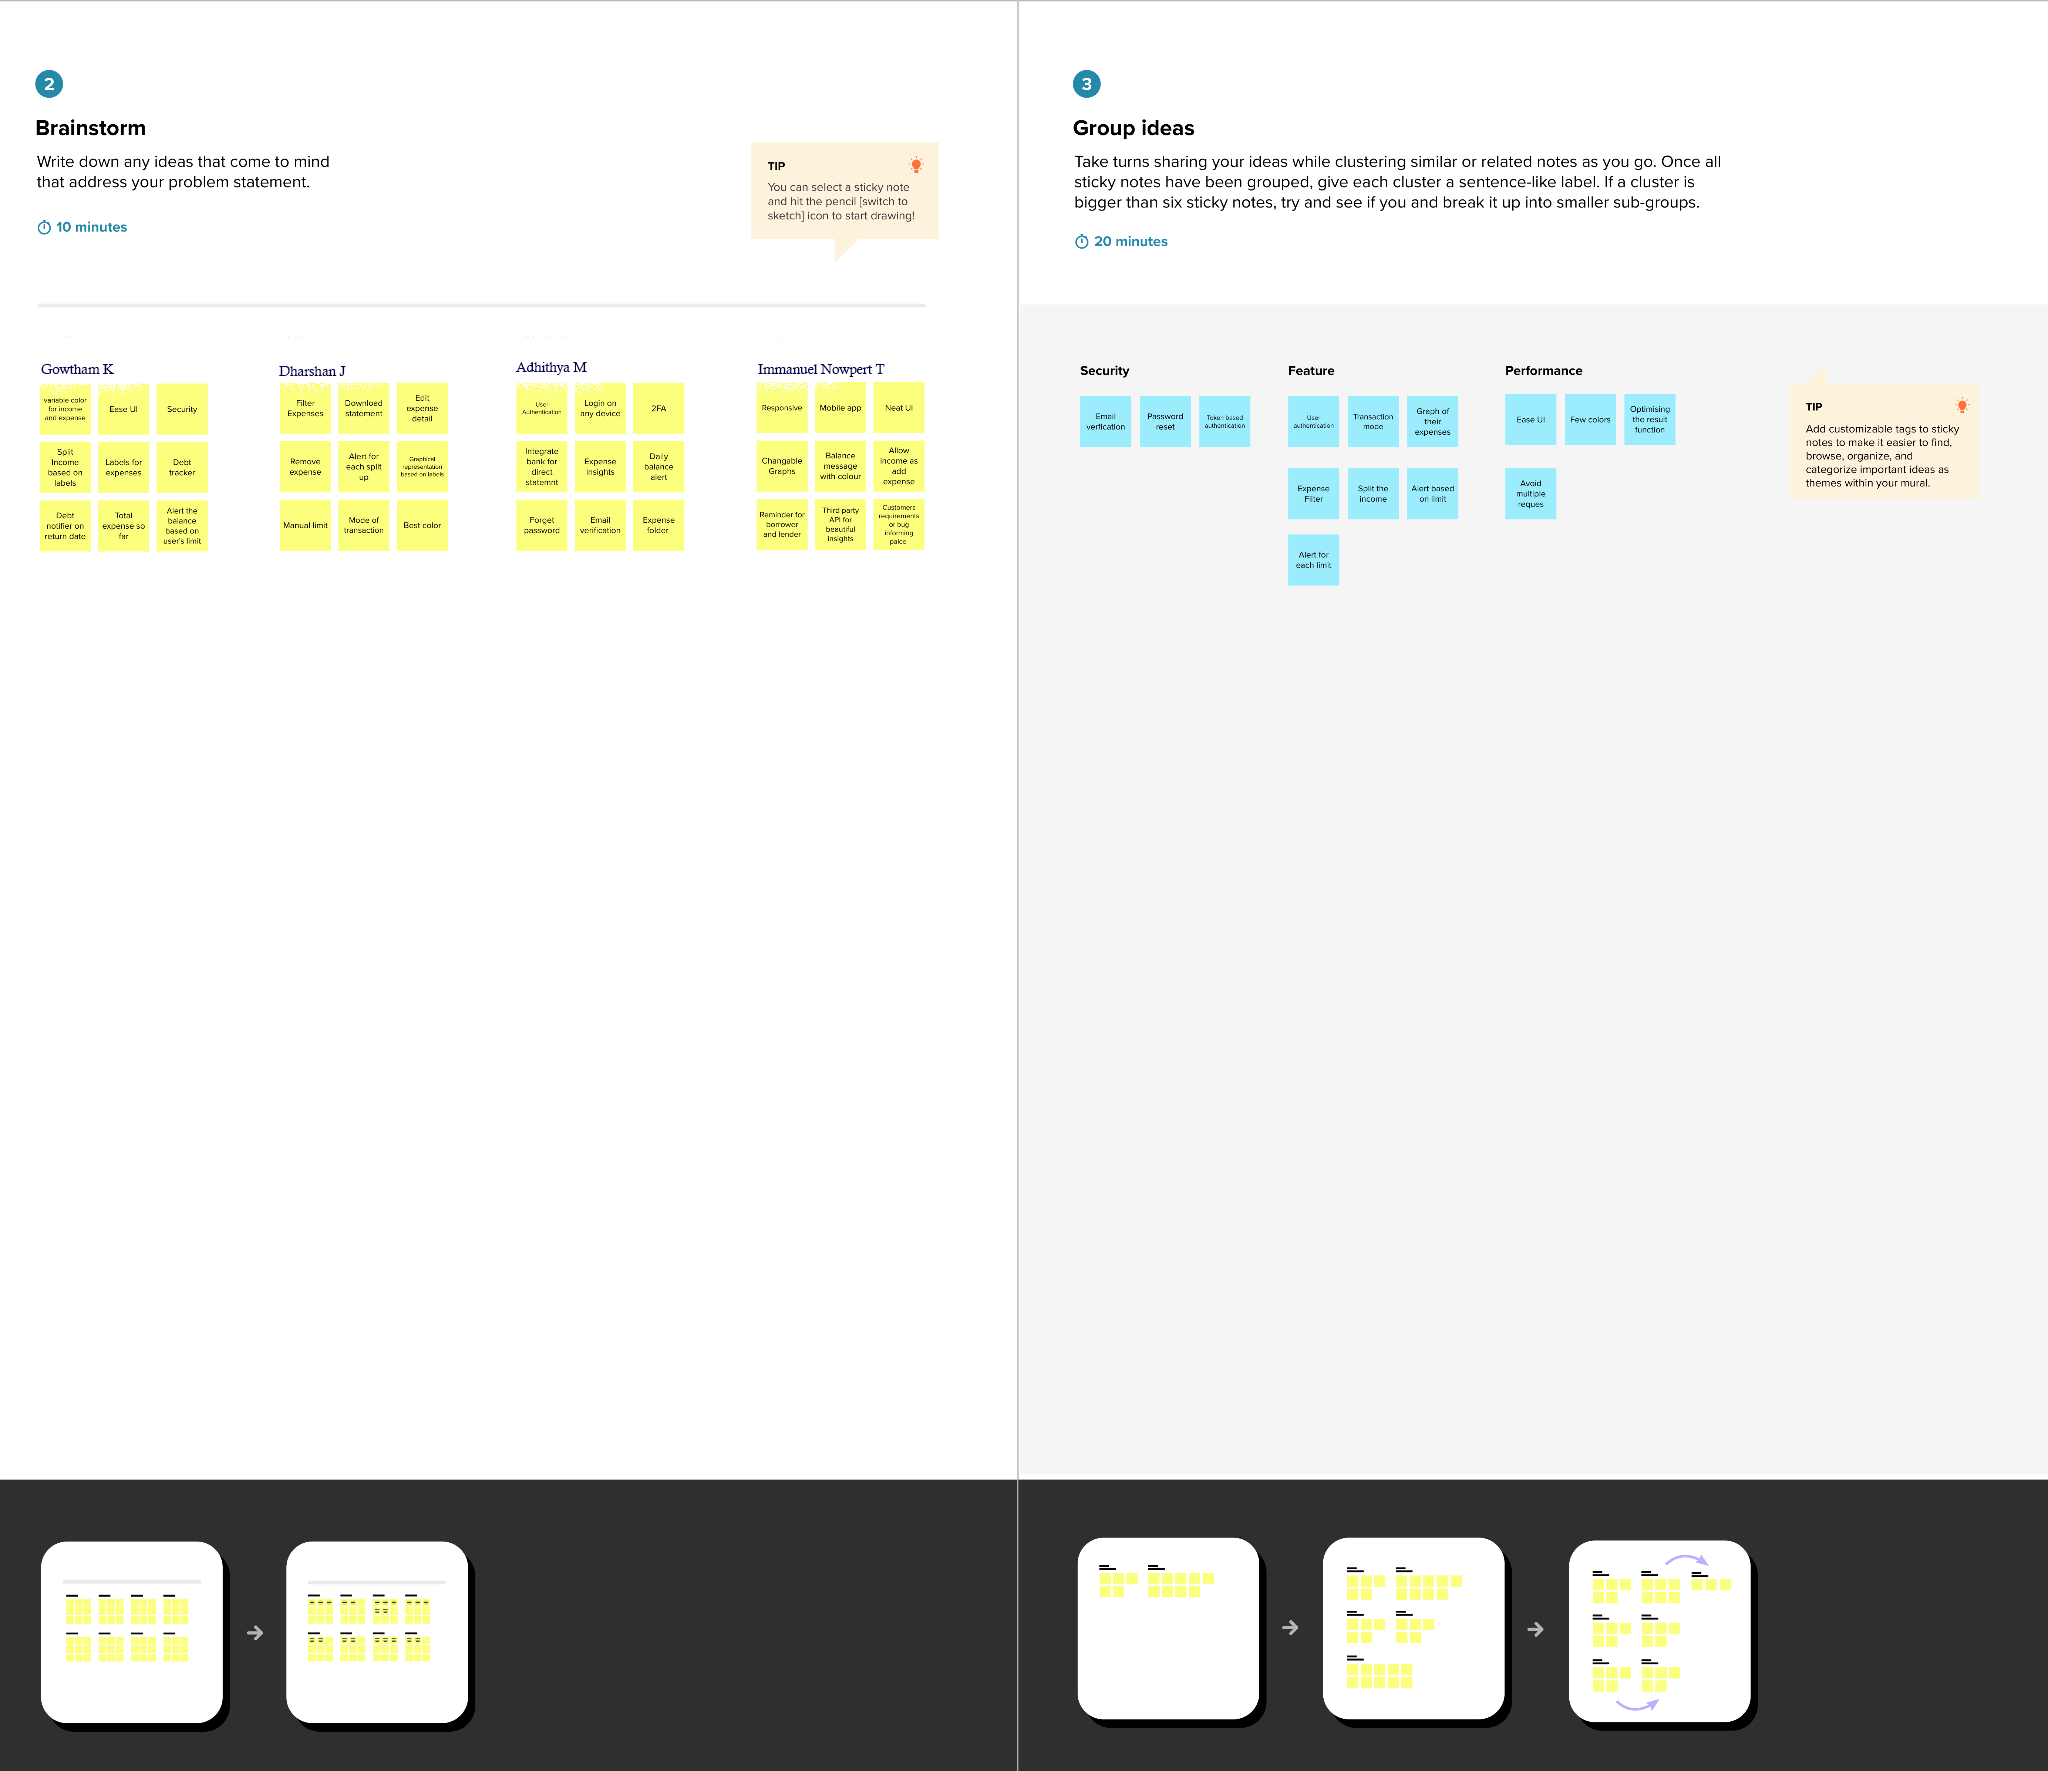 2
Brainstorm
Write down any ideas that come to mind
that address your problem statement.
10 minutes
TIP
You can select a sticky note
and hit the pencil [switch to
sketch] icon to start drawing!
Gowtham K
variable color
for income
and expense
Ease UI
Security
Split
Income
based on
labels
Labels for
expenses
Debt
tracker
Debt
notifier on
return date
Total
expense so
far
Alert the
balance
based on
user's limit
Dharshan J
Filter
Expenses
Download
statement
Edit
expense
detail
Remove
expense
Alert for
each split
up
Graphical
representation
based on labels
Manual limit
Mode of
transaction
Best color
Adhithya M
User
Authentication
Login on
any device
2FA
Integrate
bank for
direct
statemnt
Expense
Insights
Daily
balance
alert
Forget
password
Email
verification
Expense
folder
Immanuel Nowpert T
Responsive
Mobile app
Neat UI
Changable
Graphs
Balance
message
with colour
Allow
income as
add
expense
Reminder for
borrower
and lender
Third party
API for
beautiful
insights
Customers
requirements
or bug
informing
palce
3
Group ideas
Take turns sharing your ideas while clustering similar or related notes as you go. Once all
sticky notes have been grouped, give each cluster a sentence-like label. If a cluster is
bigger than six sticky notes, try and see if you and break it up into smaller sub-groups.
20 minutes
Security
Email
verfication
Password
reset
Token based
authentication
Feature
User
authentication
Transaction
mode
Graph of
their
expenses
Expense
Filter
Split the
income
Alert based
on limit
Alert for
each limit
Performance
Ease UI
Few colors
Optimising
the result
function
Avoid
multiple
reques
TIP
Add customizable tags to sticky
notes to make it easier to find,
browse, organize, and
categorize important ideas as
themes within your mural.